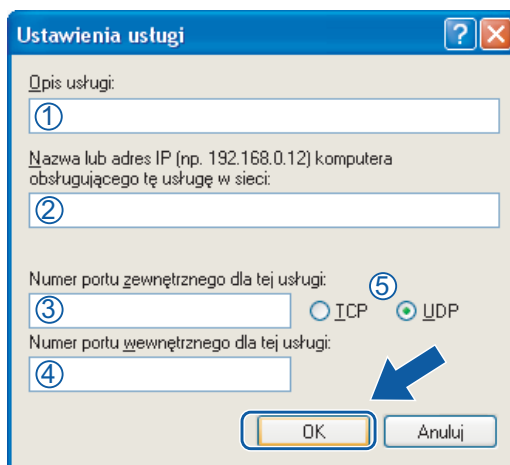 Ustawienia usługi
Opis usługi:
①
Nazwa lub adres IP (np. 192.168.0.12) komputera
obsługującego tę usługę w sieci:
②
Numer portu zewnętrznego dla tej usługi:
③ TCP ⑤ UDP
Numer portu wewnętrznego dla tej usługi:
④
OK Anuluj